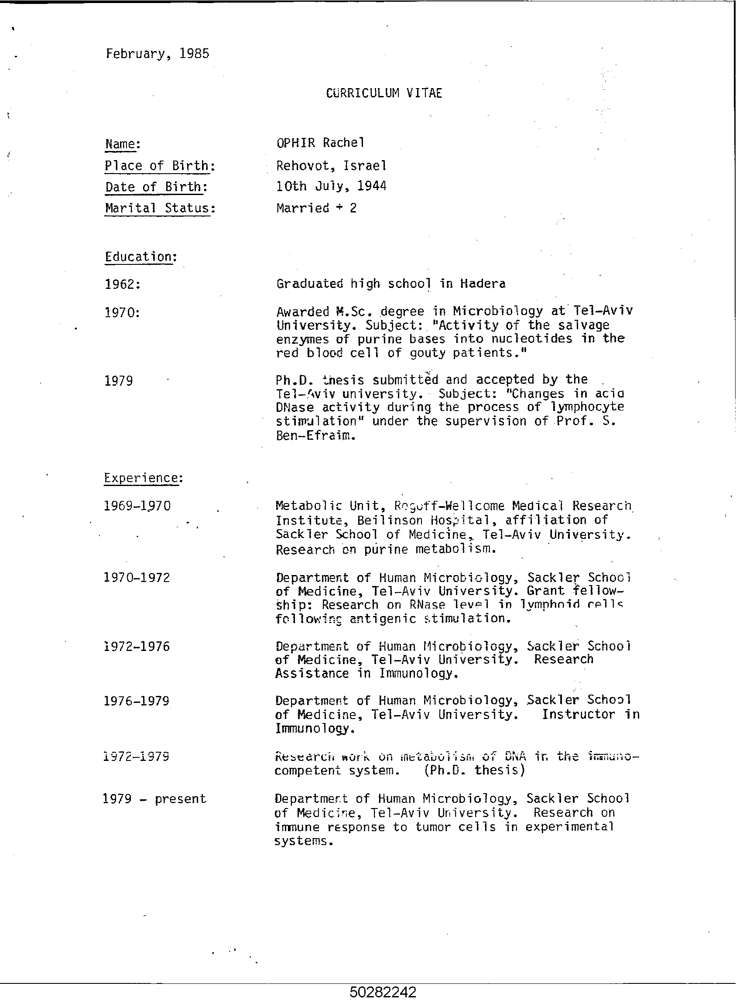 February, 1985
CURRICULUM VITAE
Name: OPHIR Rachel
Place of Birth: Rehovot, Israel
Date of Birth: 10th July, 1944
Marital Status: Married + 2
Education:
1962: Graduated high school in Hadera
1970: Awarded M.Sc. degree in Microbiology at Tel-Aviv
University. Subject: "Activity of the salvage
enzymes of purine bases into nucleotides in the
red blood cell of gouty patients."
1979 Ph.D. thesis submitted and accepted by the
Tel-Aviv university. Subject: "Changes in acid
DNase activity during the process of lymphocyte
stimulation" under the supervision of Prof. S.
Ben-Efraim.
Experience:
1969-1970 Metabolic Unit, Rogoff-Wellcome Medical Research
Institute, Beilinson Hospital, affiliation of
Sackler School of Medicine, Tel-Aviv University.
Research on purine metabolism.
1970-1972 Department of Human Microbiology, Sackler School
of Medicine, Tel-Aviv University. Grant fellow-
ship: Research on RNase level in lymphoid cells
following antigenic stimulation.
1972-1976 Department of Human Microbiology, Sackler School
of Medicine, Tel-Aviv University. Research
Assistance in Immunology.
1976-1979 Department of Human Microbiology, Sackler School
of Medicine, Tel-Aviv University. Instructor in
Immunology.
1972-1979 Research work on metabolism of DNA in the immuno-
competent system. (Ph.D. thesis)
1979 - present Department of Human Microbiology, Sackler School
of Medicine, Tel-Aviv University. Research on
immune response to tumor cells in experimental
systems.
50282242